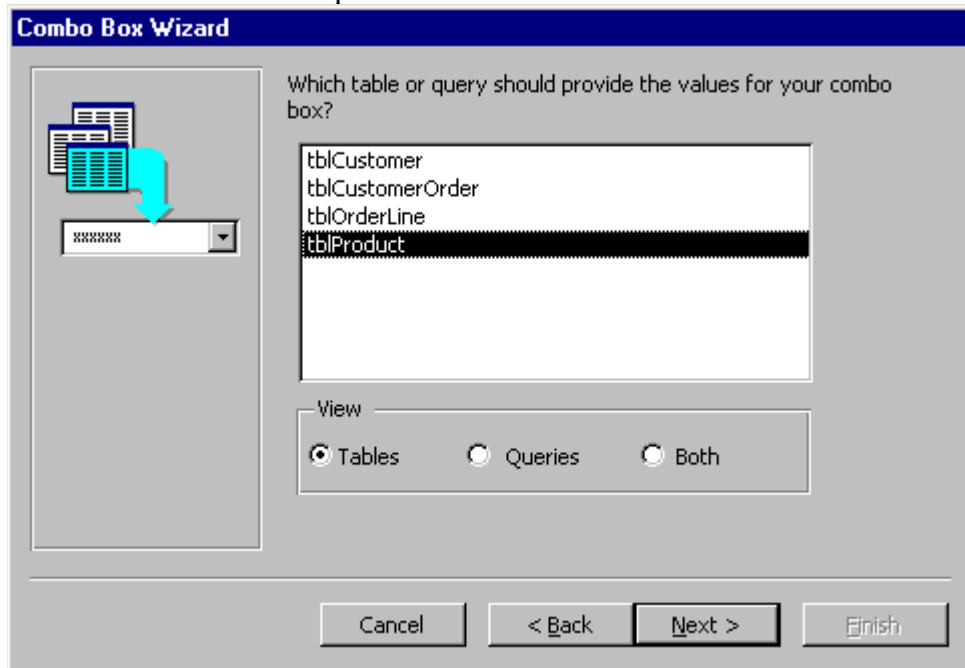 Combo Box Wizard
Which table or query should provide the values for your combo
box?
tblCustomer
tblCustomerOrder
tblOrderLine
tblProduct
xxxxxx
View
Tables
Queries
Both
Cancel
< Back
Next >
Finish